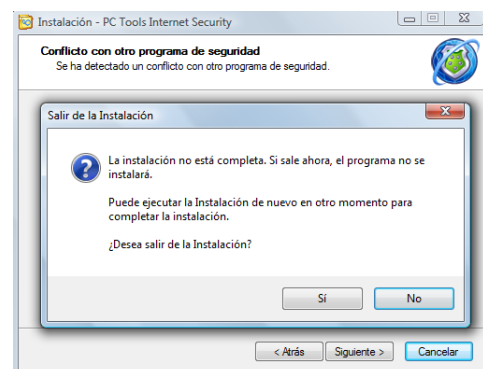 Instalación - PC Tools Internet Security
Conflicto con otro programa de seguridad
Se ha detectado un conflicto con otro programa de seguridad.
Salir de la Instalación
La instalación no está completa. Si sale ahora, el programa no se
instalará.
Puede ejecutar la Instalación de nuevo en otro momento para
completar la instalación.
¿Desea salir de la Instalación?
Sí
No
< Atrás
Siguiente >
Cancelar